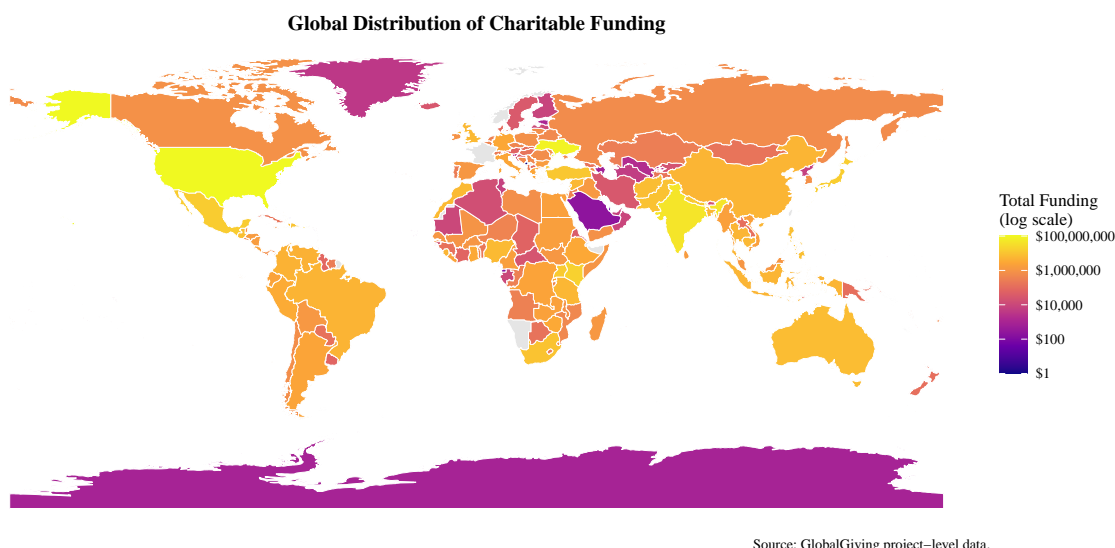 Global Distribution of Charitable Funding
Total Funding
(log scale)
$100,000,000
$1,000,000
$10,000
$100
$1
Source: GlobalGiving project−level data.